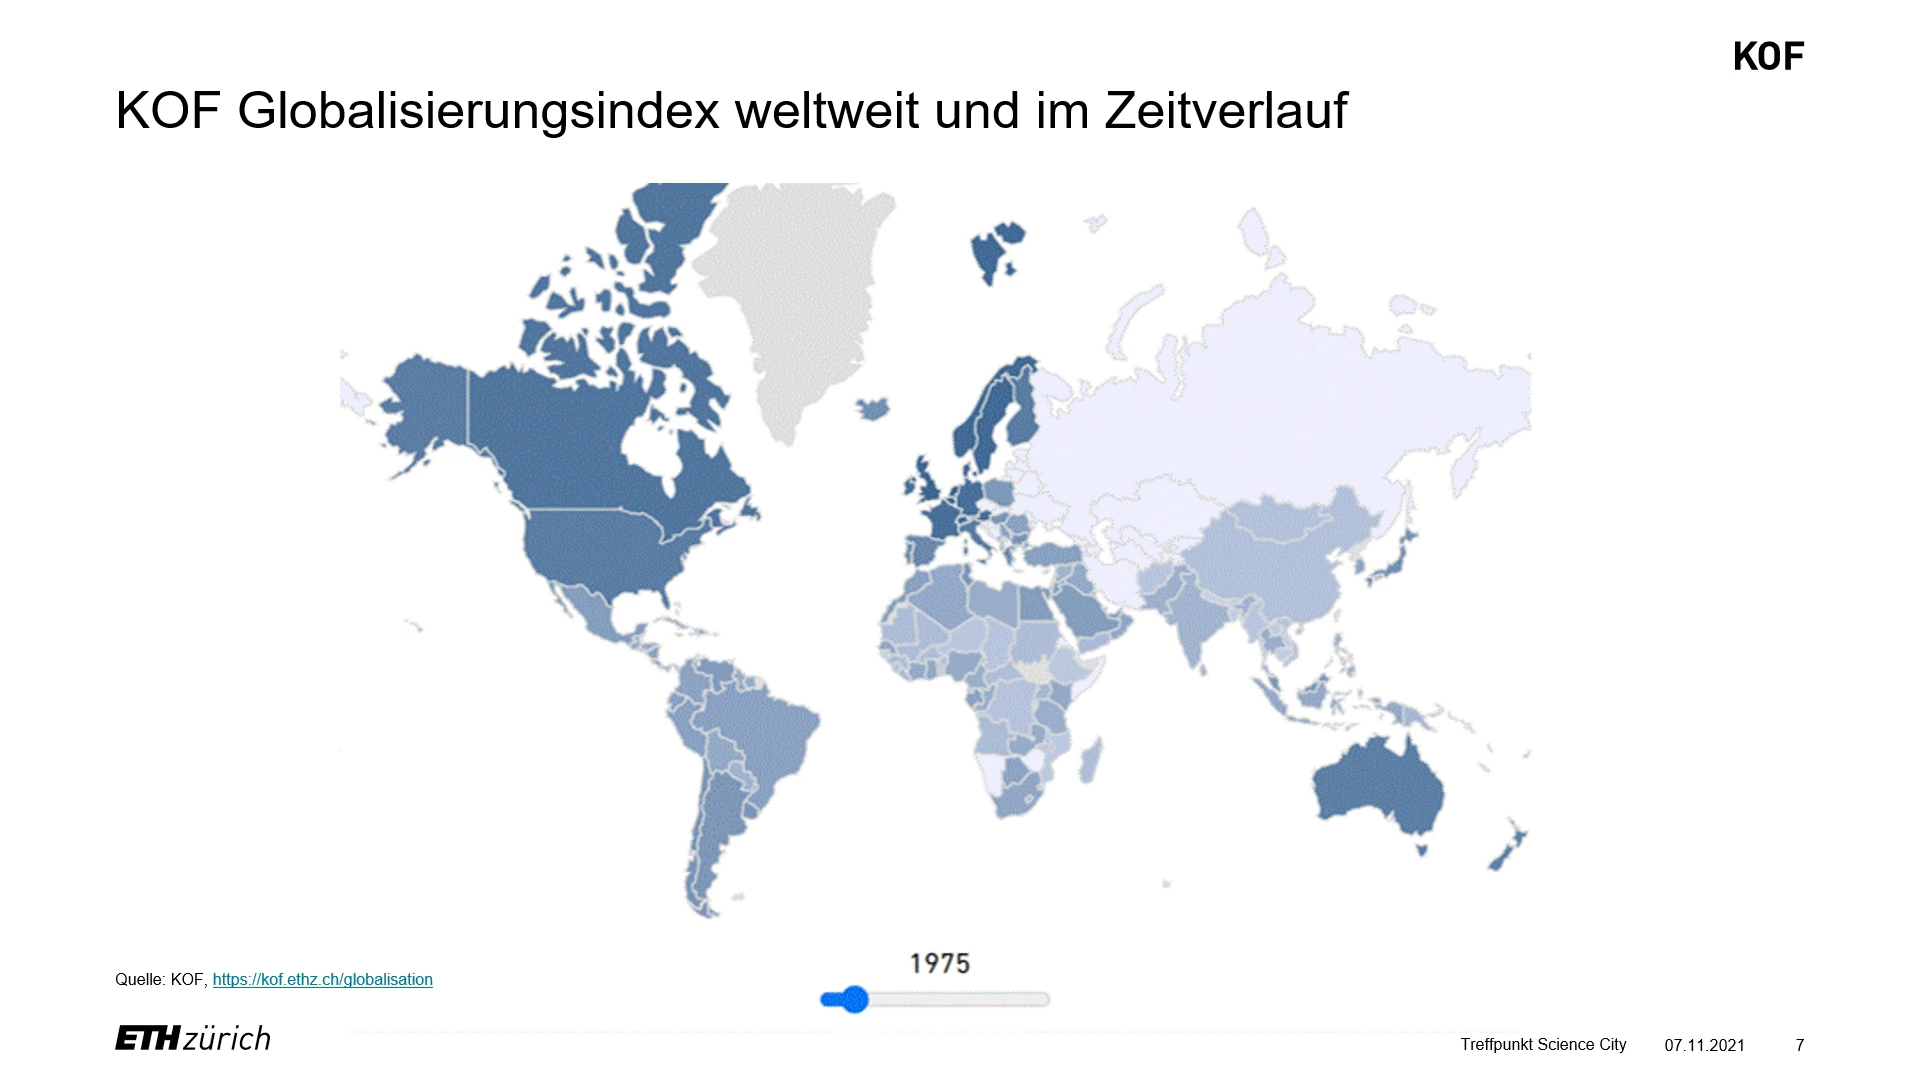 KOF
KOF Globalisierungsindex weltweit und im Zeitverlauf
1975
Quelle: KOF, https://kof.ethz.ch/globalisation
ETH zürich
Treffpunkt Science City 07.11.2021 7